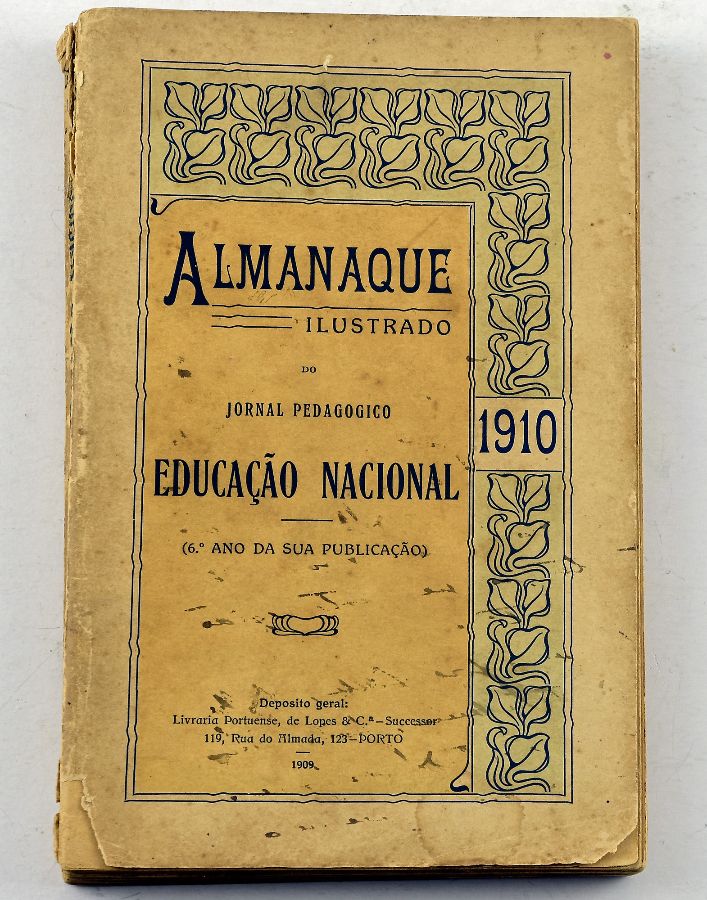 ALMANAQUE
ILUSTRADO
DO
JORNAL PEDAGOGICO
1910
EDUCAÇÃO NACIONAL
(6.º ANO DA SUA PUBLICAÇÃO)
Deposito geral:
Livraria Portuense, de Lopes & C.ª—Successor
119, Rua do Almada, 123—PORTO
1909